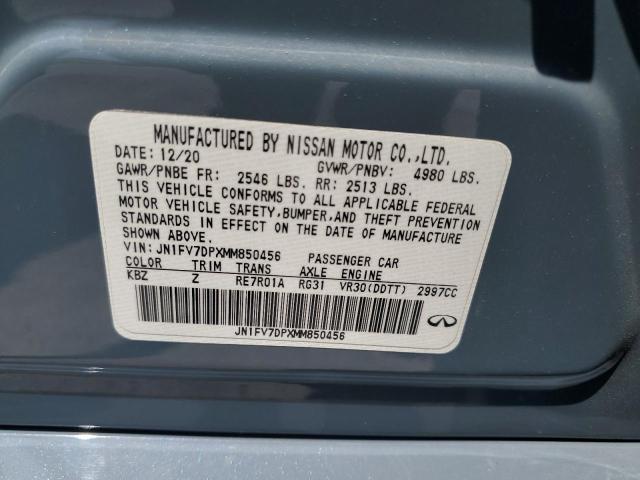 MANUFACTURED BY NISSAN MOTOR CO.,LTD.
DATE: 12/20 GVWR/PNBV: 4980 LBS.
GAWR/PNBE FR: 2546 LBS. RR: 2513 LBS.
THIS VEHICLE CONFORMS TO ALL APPLICABLE FEDERAL
MOTOR VEHICLE SAFETY, BUMPER, AND THEFT PREVENTION
STANDARDS IN EFFECT ON THE DATE OF MANUFACTURE
SHOWN ABOVE.
VIN: JN1FV7DPXMM850456 PASSENGER CAR
COLOR TRIM TRANS AXLE ENGINE
KBZ Z RE7R01A RG31 VR30(DDTT) 2997CC
JN1FV7DPXMM850456